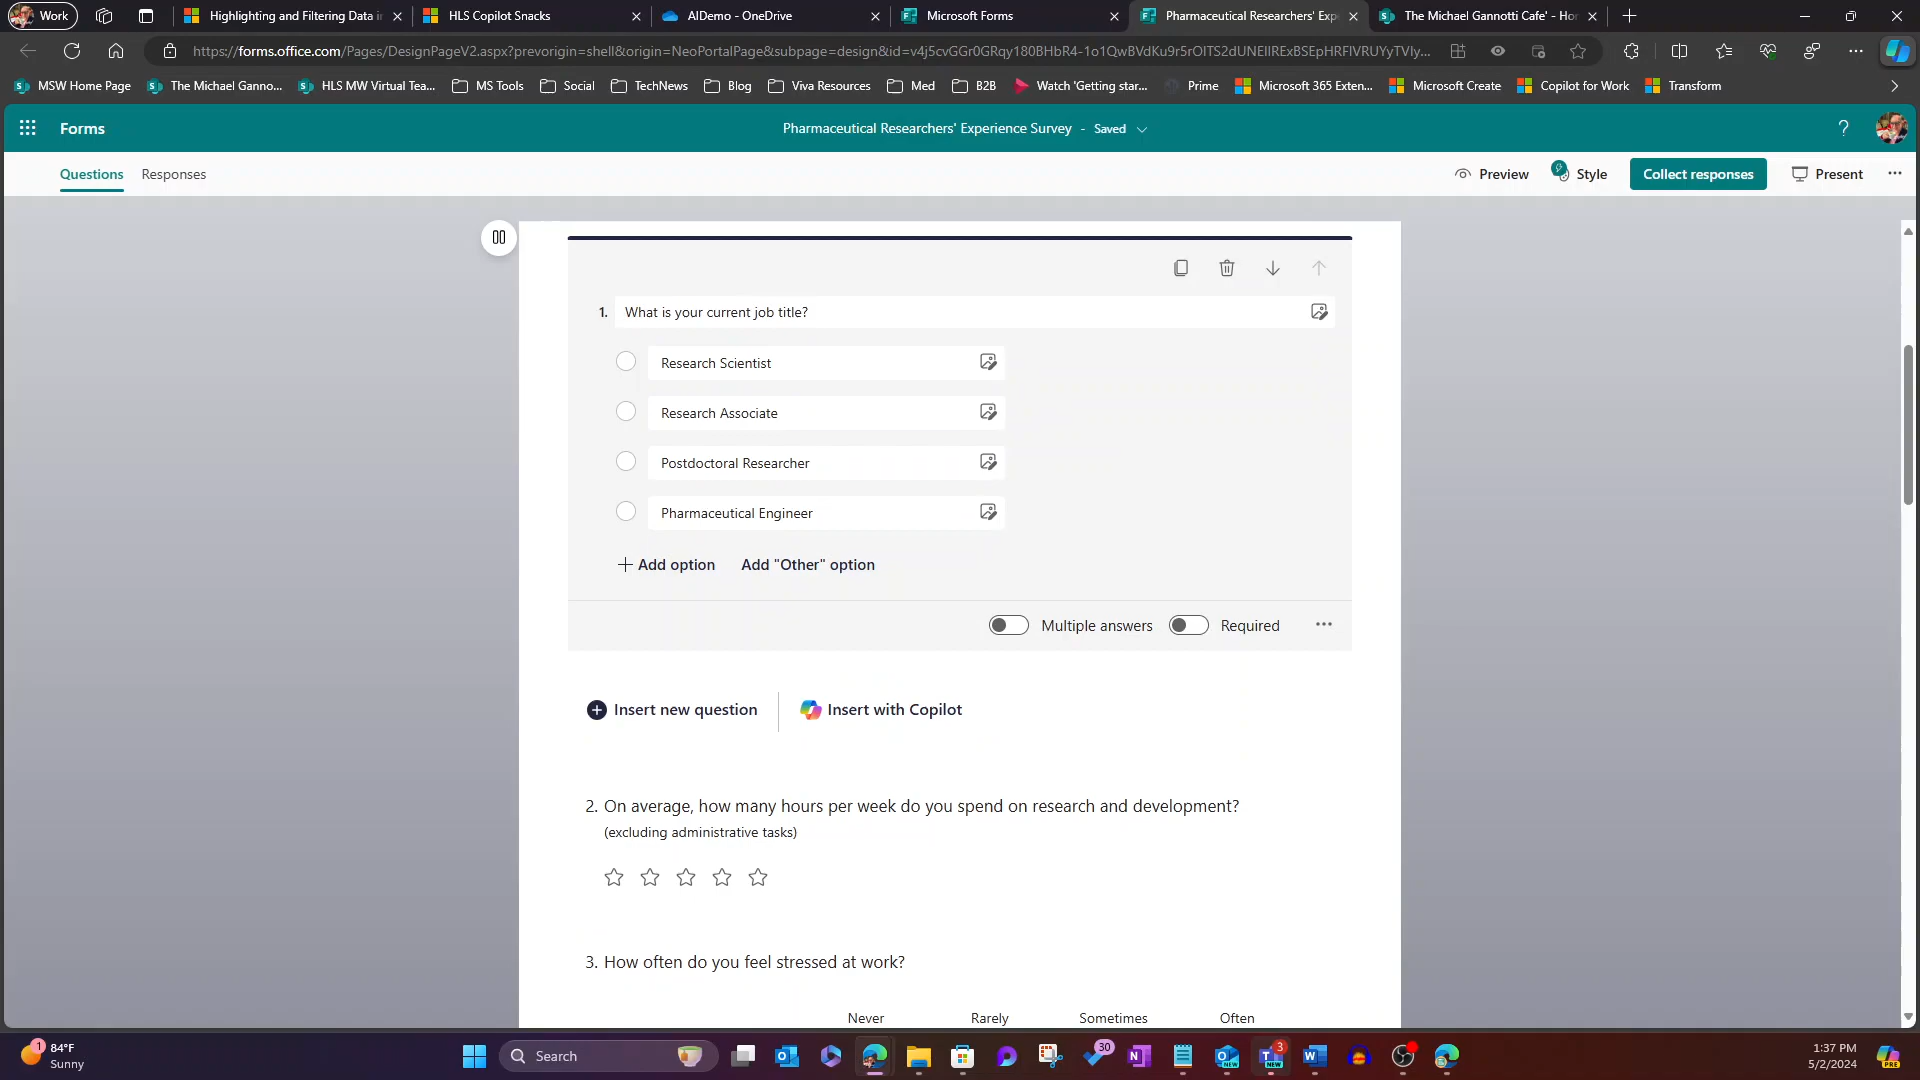 Work
Highlighting and Filtering Data i
HLS Copilot Snacks
AIDemo - OneDrive
Microsoft Forms
Pharmaceutical Researchers' Exp
The Michael Gannotti Cafe' - Ho
https://forms.office.com/Pages/DesignPageV2.aspx?prevorigin=shell&origin=NeoPortalPage&subpage=design&id=
MSW Home Page
The Michael Ganno...
HLS MW Virtual Tea...
MS Tools
Social
TechNews
Blog
Viva Resources
Med
B2B
Watch 'Getting star...
Prime
Microsoft 365 Exten...
Microsoft Create
Copilot for Work
Transform
Forms
Pharmaceutical Researchers' Experience Survey - Saved
?
Questions
Responses
Preview
Style
Collect responses
Present
1. What is your current job title?
Research Scientist
Research Associate
Postdoctoral Researcher
Pharmaceutical Engineer
+ Add option
Add "Other" option
Multiple answers
Required
Insert new question
Insert with Copilot
2. On average, how many hours per week do you spend on research and development?
(excluding administrative tasks)
3. How often do you feel stressed at work?
Never
Rarely
Sometimes
Often
1
84°F
Sunny
Search
30
3
NEW
NEW
PRE
1:37 PM
5/2/2024